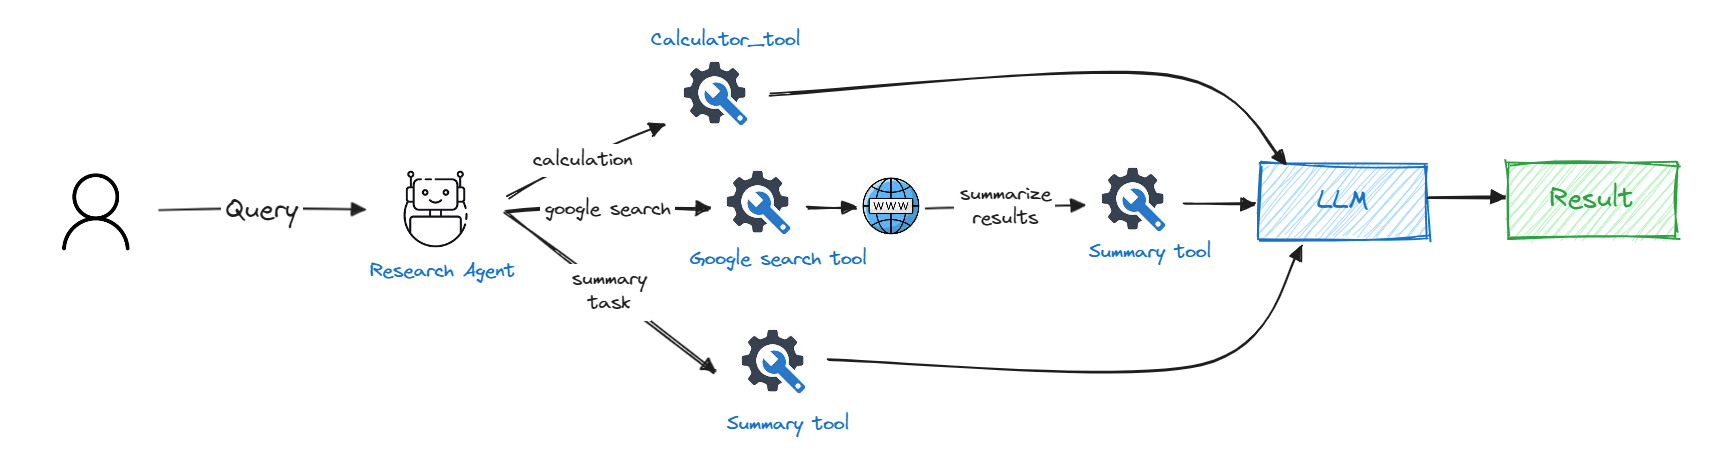 Calculator_tool
calculation
Query
google search
WWW
summarize
results
LLM
Result
Google search tool
Summary tool
Research Agent
summary
task
Summary tool